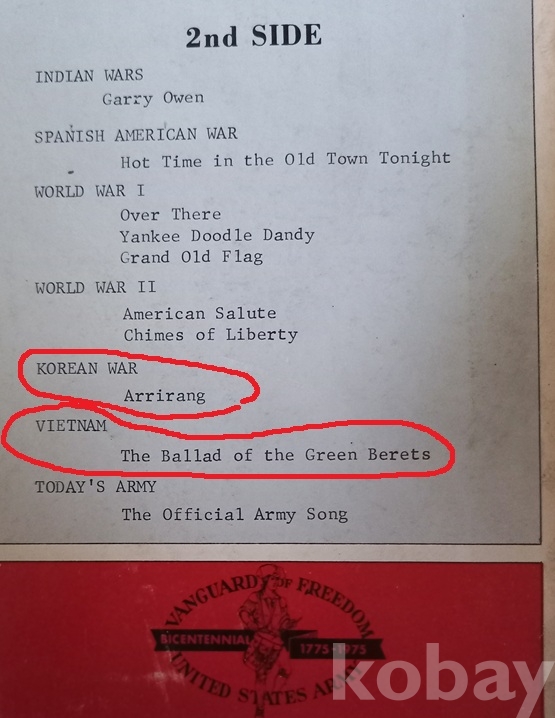 2nd SIDE
INDIAN WARS
Garry Owen
SPANISH AMERICAN WAR
Hot Time in the Old Town Tonight
WORLD WAR I
Over There
Yankee Doodle Dandy
Grand Old Flag
WORLD WAR II
American Salute
Chimes of Liberty
KOREAN WAR
Arrirang
VIETNAM
The Ballad of the Green Berets
TODAY'S ARMY
The Official Army Song
VANGUARD OF FREEDOM
BICENTENNIAL 1775-1975
UNITED STATES ARMY
kobay